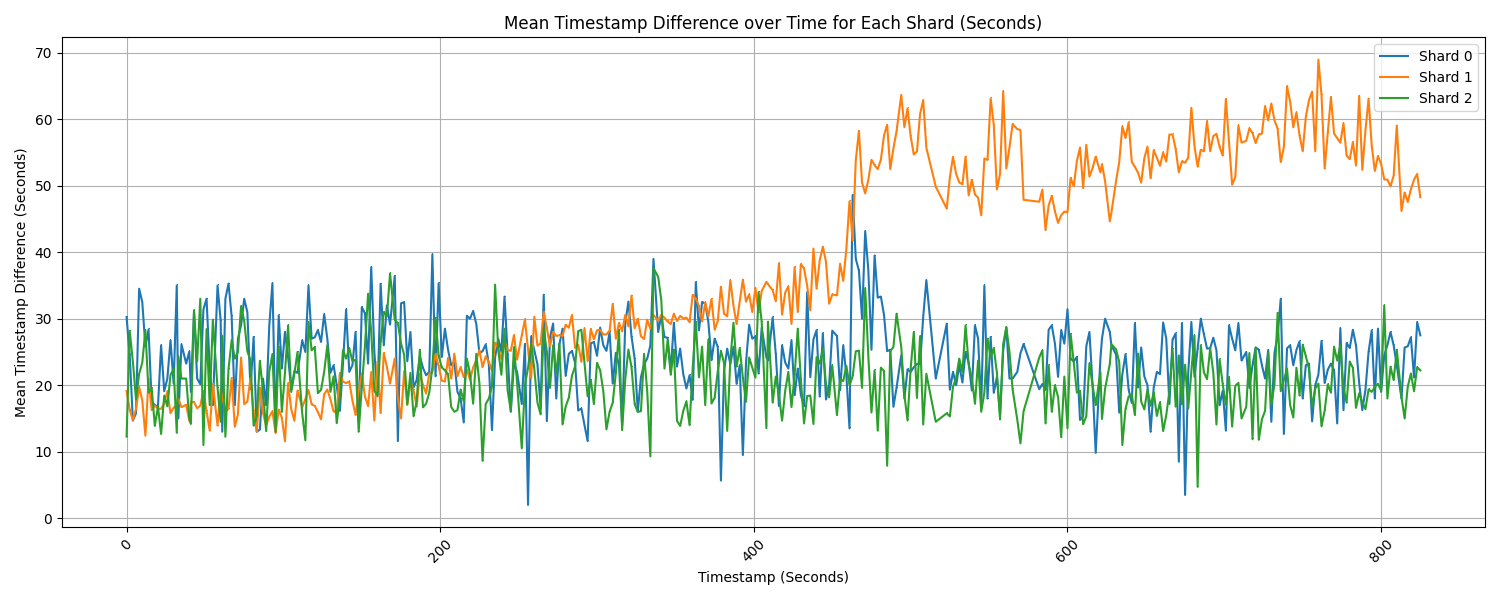 Mean Timestamp Difference over Time for Each Shard (Seconds)
Mean Timestamp Difference (Seconds)
70
60
50
40
30
20
10
0
Shard 0
Shard 1
Shard 2
0
200
400
600
800
Timestamp (Seconds)